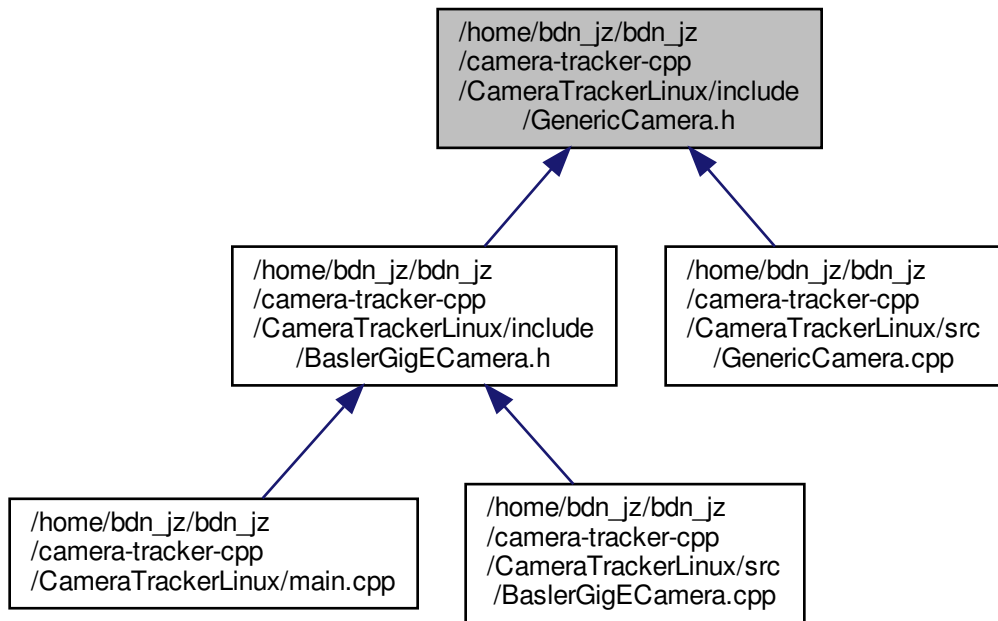 /home/bdn_jz/bdn_jz
/camera-tracker-cpp
/CameraTrackerLinux/include
/GenericCamera.h
/home/bdn_jz/bdn_jz
/camera-tracker-cpp
/CameraTrackerLinux/include
/BaslerGigECamera.h
/home/bdn_jz/bdn_jz
/camera-tracker-cpp
/CameraTrackerLinux/src
/GenericCamera.cpp
/home/bdn_jz/bdn_jz
/camera-tracker-cpp
/CameraTrackerLinux/main.cpp
/home/bdn_jz/bdn_jz
/camera-tracker-cpp
/CameraTrackerLinux/src
/BaslerGigECamera.cpp